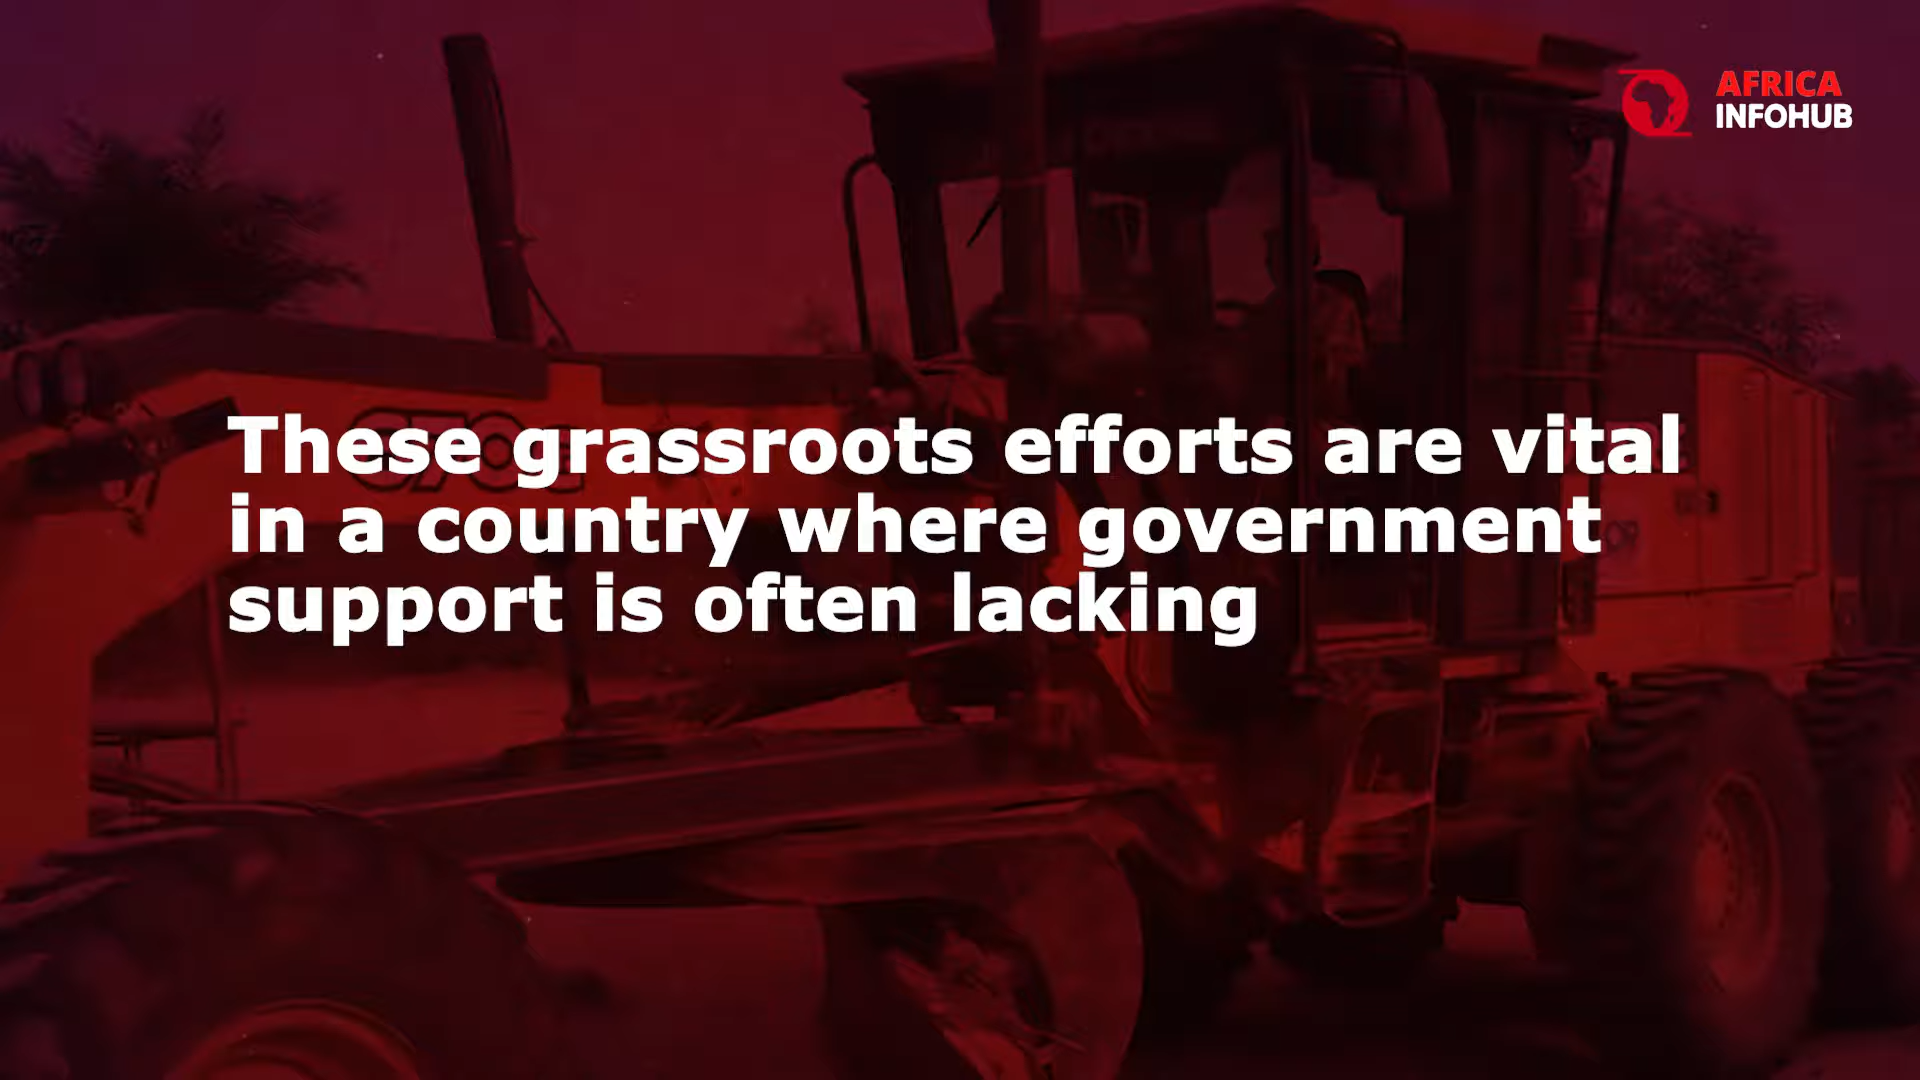 AFRICA
INFOHUB
These grassroots efforts are vital
in a country where government
support is often lacking